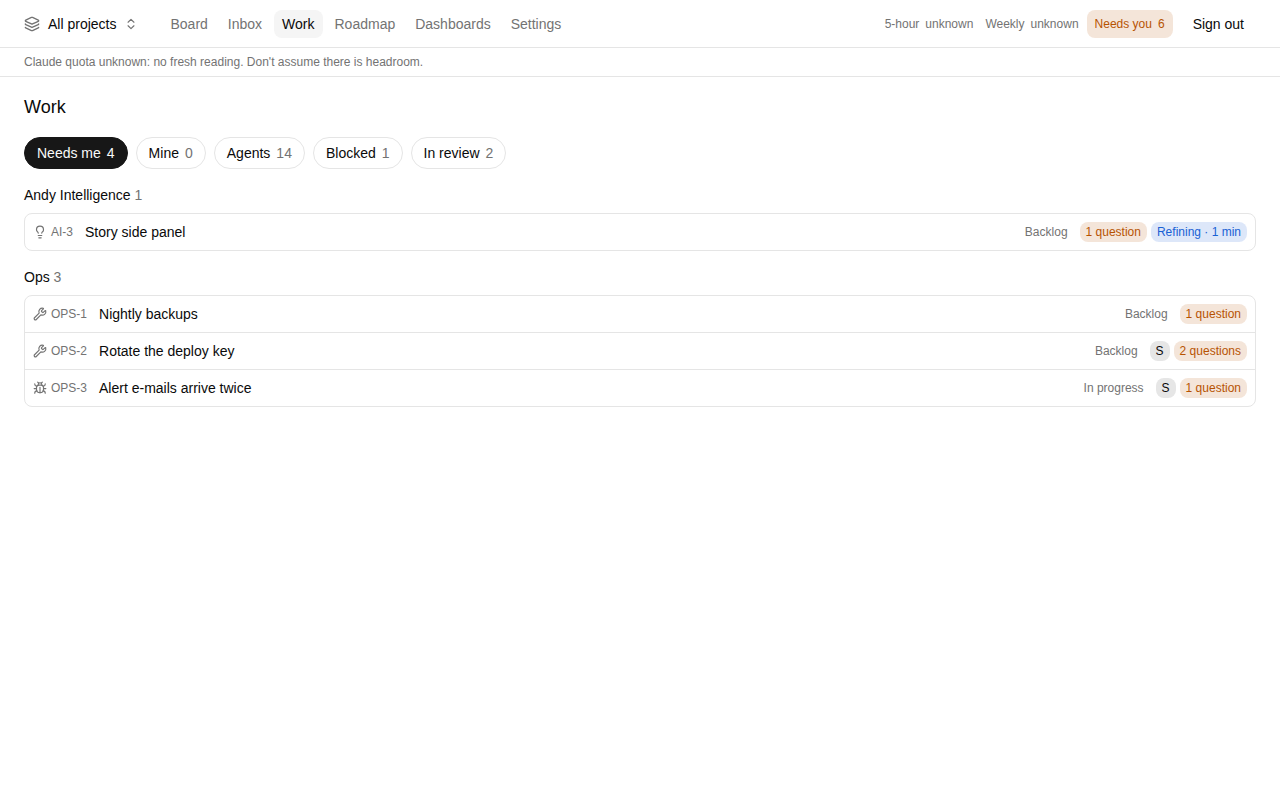 All projects Board Inbox Work Roadmap Dashboards Settings 5-hour unknown Weekly unknown Needs you 6 Sign out
Claude quota unknown: no fresh reading. Don't assume there is headroom.
Work
Needs me 4 Mine 0 Agents 14 Blocked 1 In review 2
Andy Intelligence 1
AI-3 Story side panel Backlog 1 question Refining · 1 min
Ops 3
OPS-1 Nightly backups Backlog 1 question
OPS-2 Rotate the deploy key Backlog S 2 questions
OPS-3 Alert e-mails arrive twice In progress S 1 question